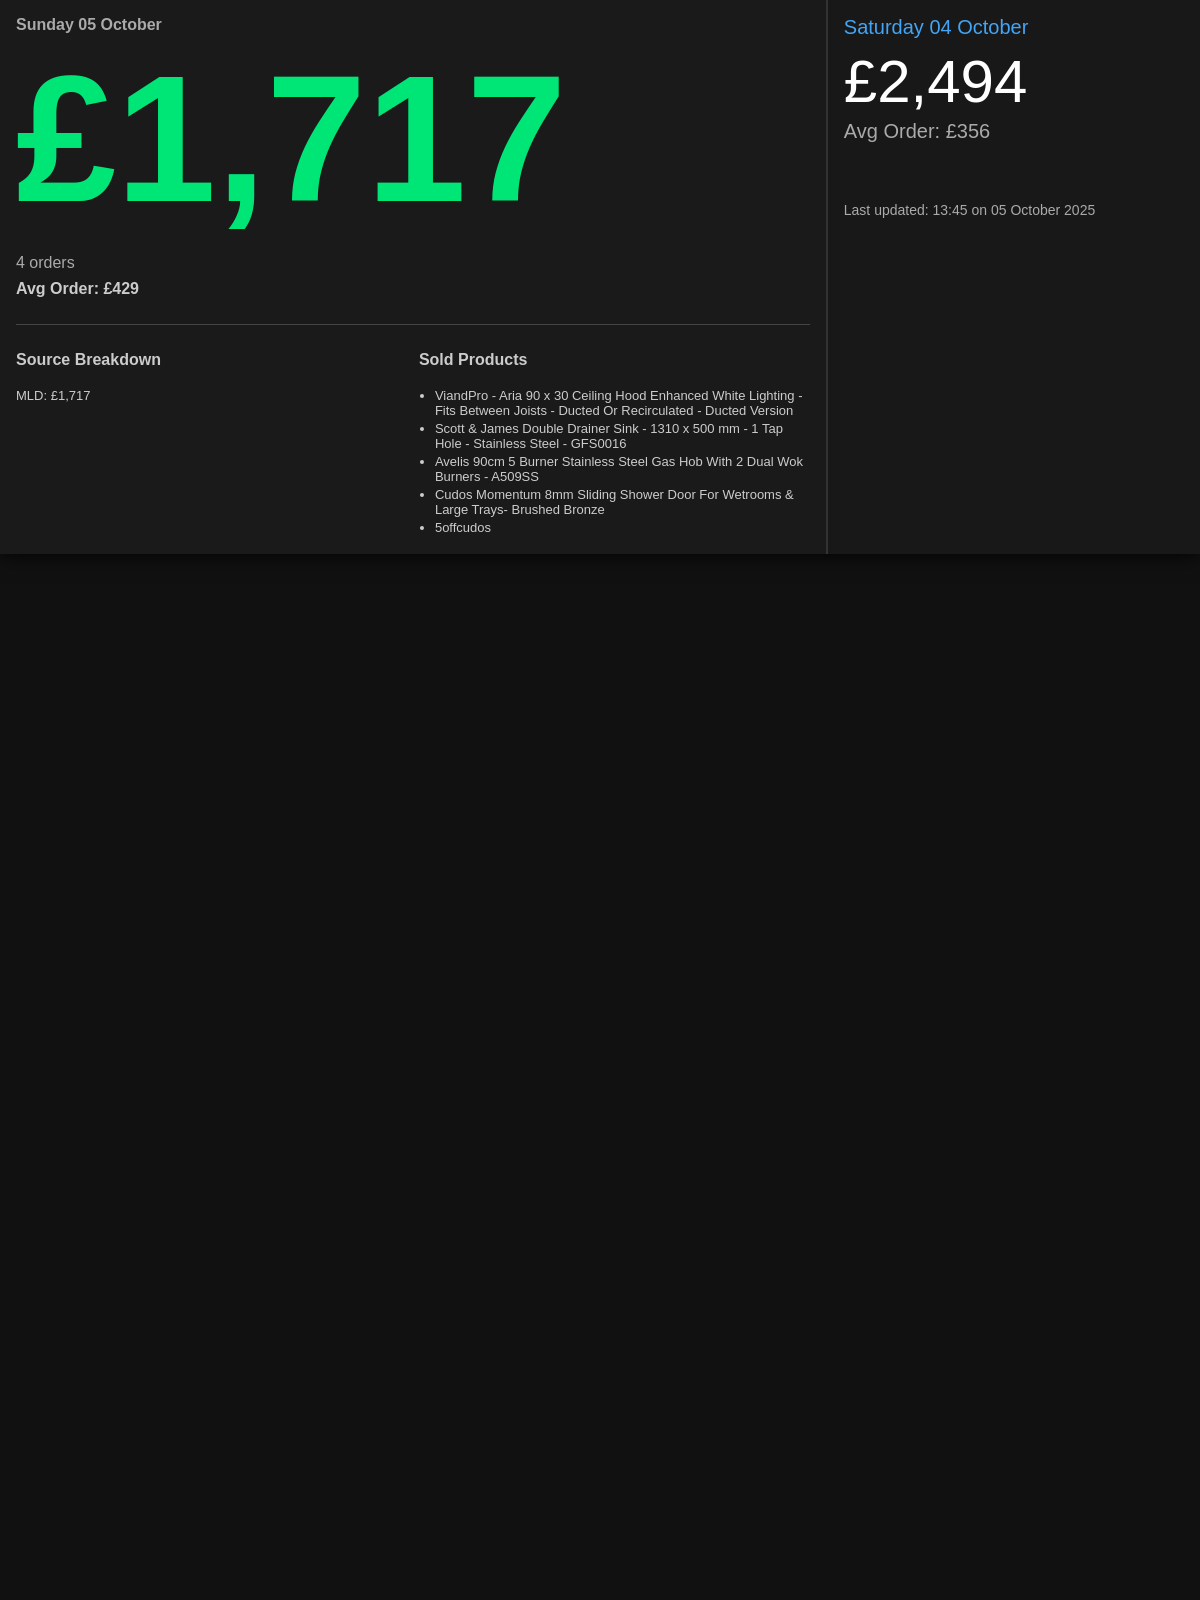 Sunday 05 October
£1,717
4 orders
Avg Order: £429
Source Breakdown
MLD: £1,717
Sold Products
• ViandPro - Aria 90 x 30 Ceiling Hood Enhanced White Lighting -
Fits Between Joists - Ducted Or Recirculated - Ducted Version
• Scott & James Double Drainer Sink - 1310 x 500 mm - 1 Tap
Hole - Stainless Steel - GFS0016
• Avelis 90cm 5 Burner Stainless Steel Gas Hob With 2 Dual Wok
Burners - A509SS
• Cudos Momentum 8mm Sliding Shower Door For Wetrooms &
Large Trays- Brushed Bronze
• 5offcudos
Saturday 04 October
£2,494
Avg Order: £356
Last updated: 13:45 on 05 October 2025